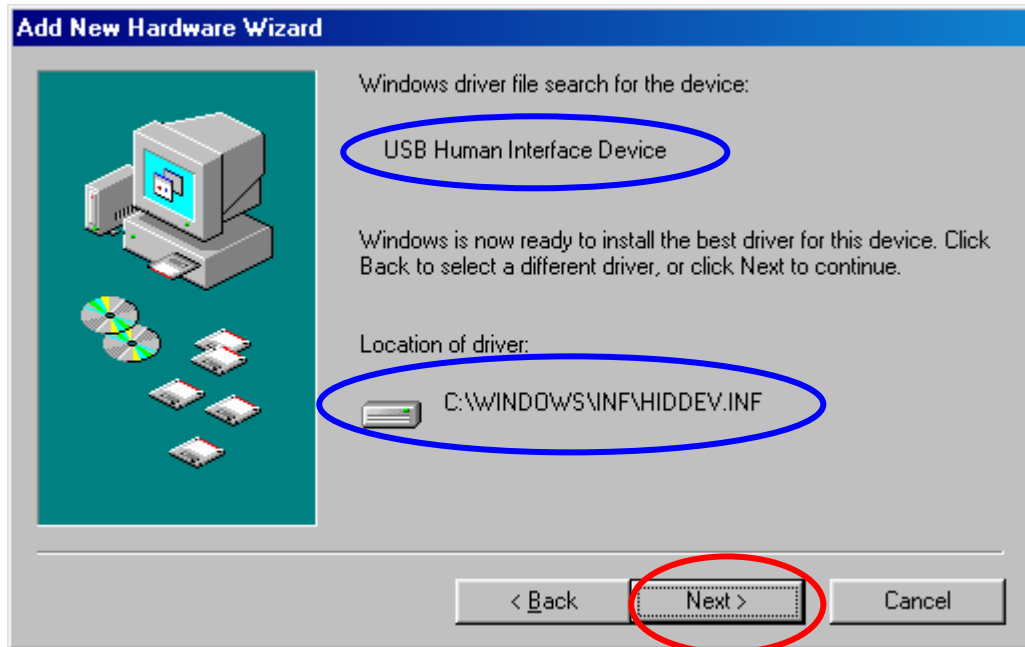 Add New Hardware Wizard
Windows driver file search for the device:
USB Human Interface Device
Windows is now ready to install the best driver for this device. Click
Back to select a different driver, or click Next to continue.
Location of driver:
C:\WINDOWS\INF\HIDDEV.INF
< Back
Next >
Cancel